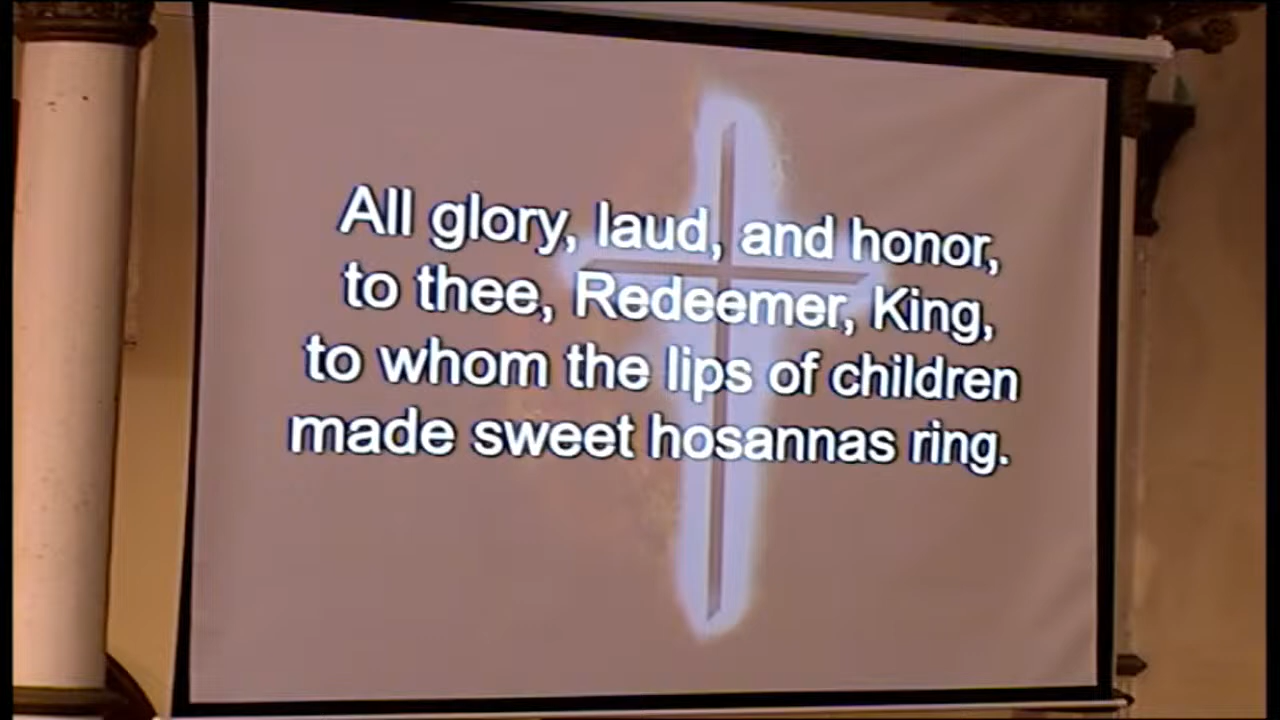 All glory, laud, and honor,
to thee, Redeemer, King,
to whom the lips of children
made sweet hosannas ring.